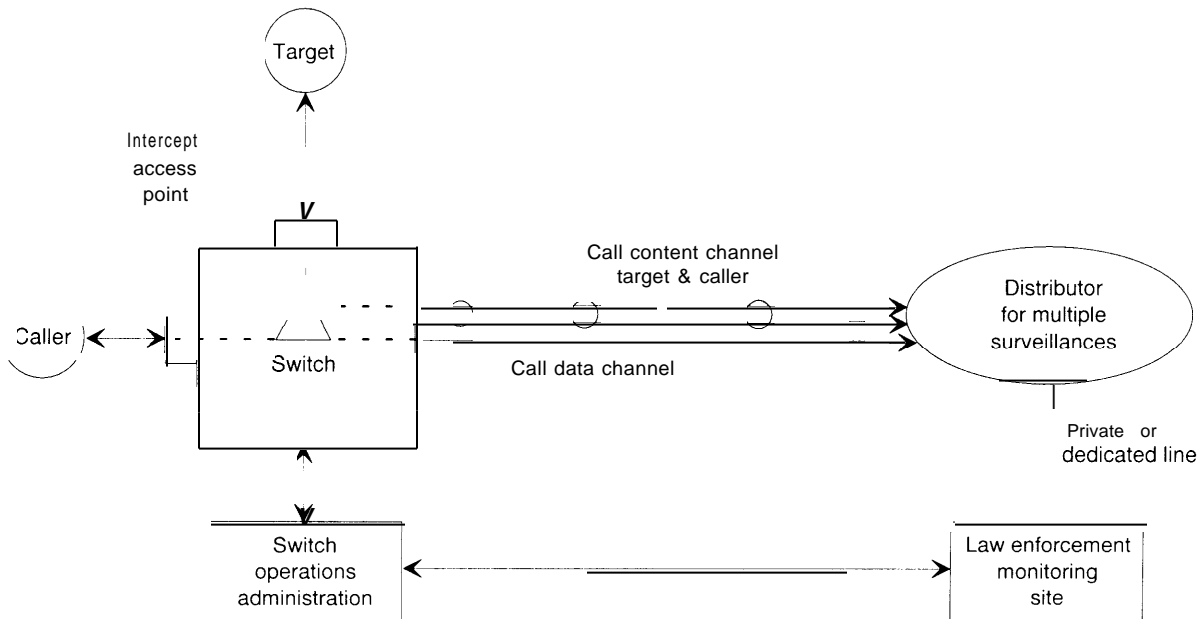 Target
Intercept
access
point
V
Call content channel
target & caller
Distributor
for multiple
surveillances
Caller
Switch
Call data channel
Private or
dedicated line
Switch
operations
administration
Law enforcement
monitoring
site